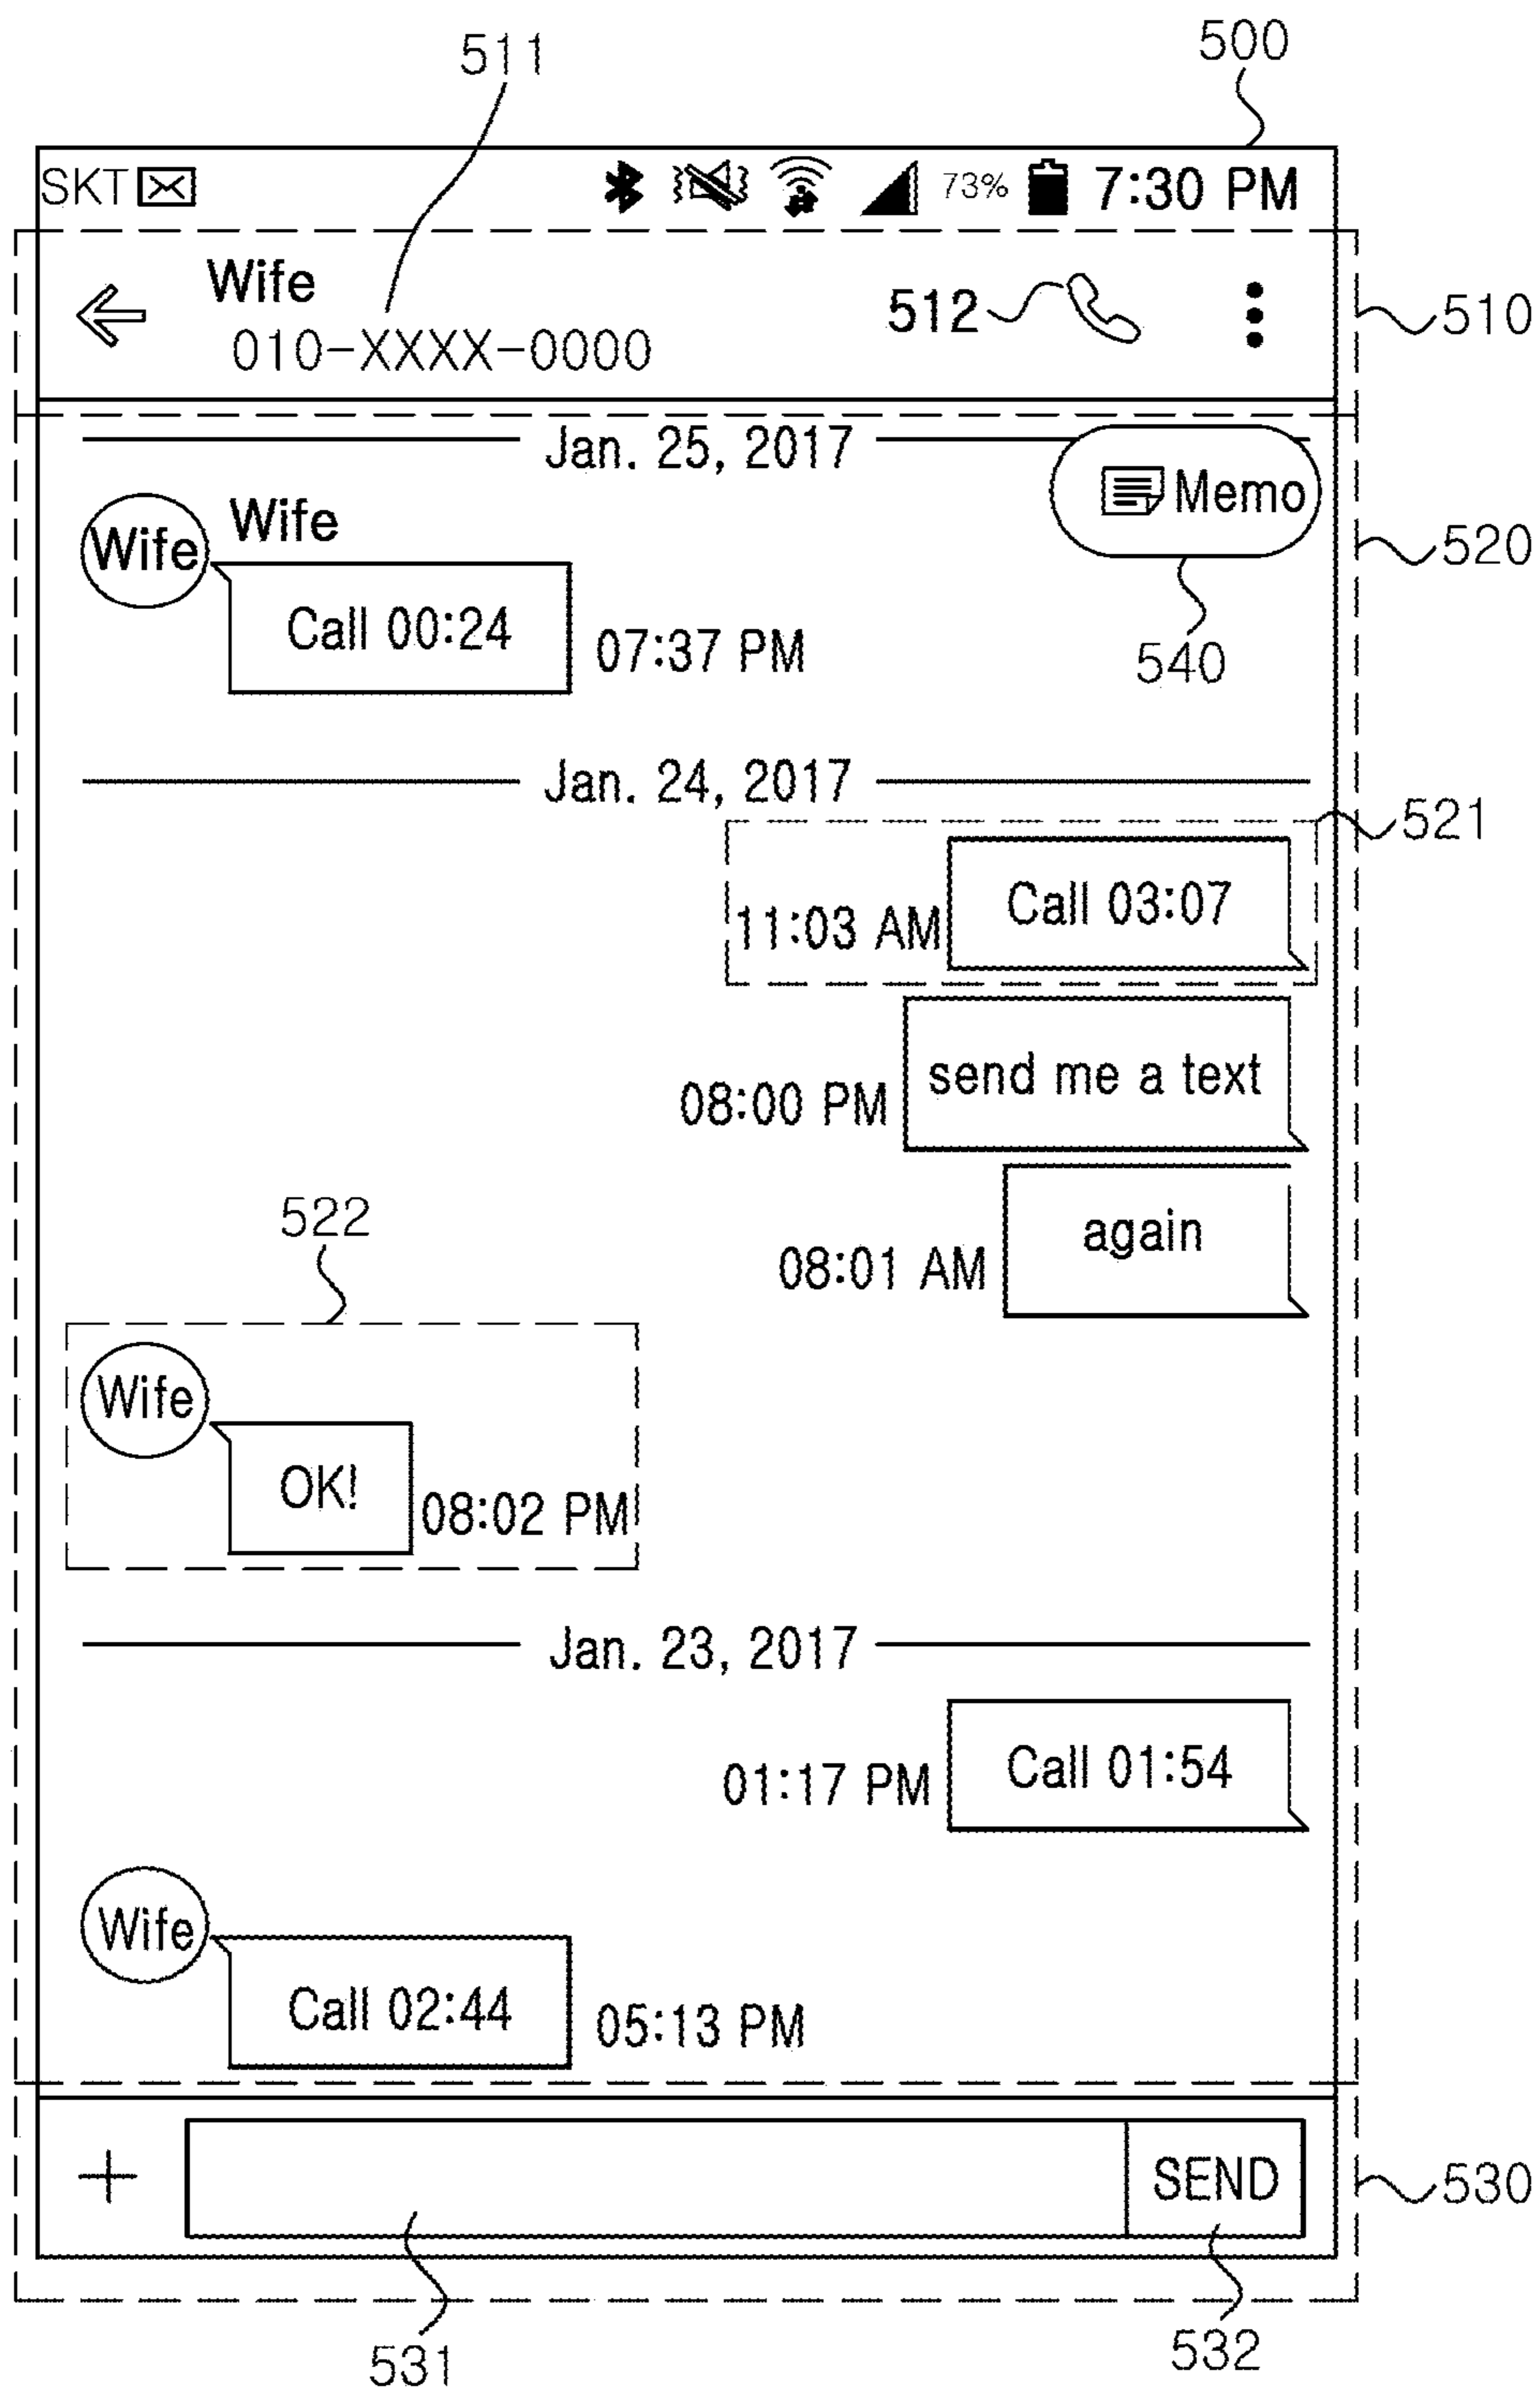 511
500
SKT 73% 7:30 PM
Wife
010-XXXX-0000
512
510
Jan. 25, 2017
Memo
Wife
Wife
520
Call 00:24
07:37 PM
540
Jan. 24, 2017
521
Call 03:07
11:03 AM
send me a text
08:00 PM
522
again
08:01 AM
Wife
OK!
08:02 PM
Jan. 23, 2017
Call 01:54
01:17 PM
Wife
Call 02:44
05:13 PM
+
SEND
530
531
532